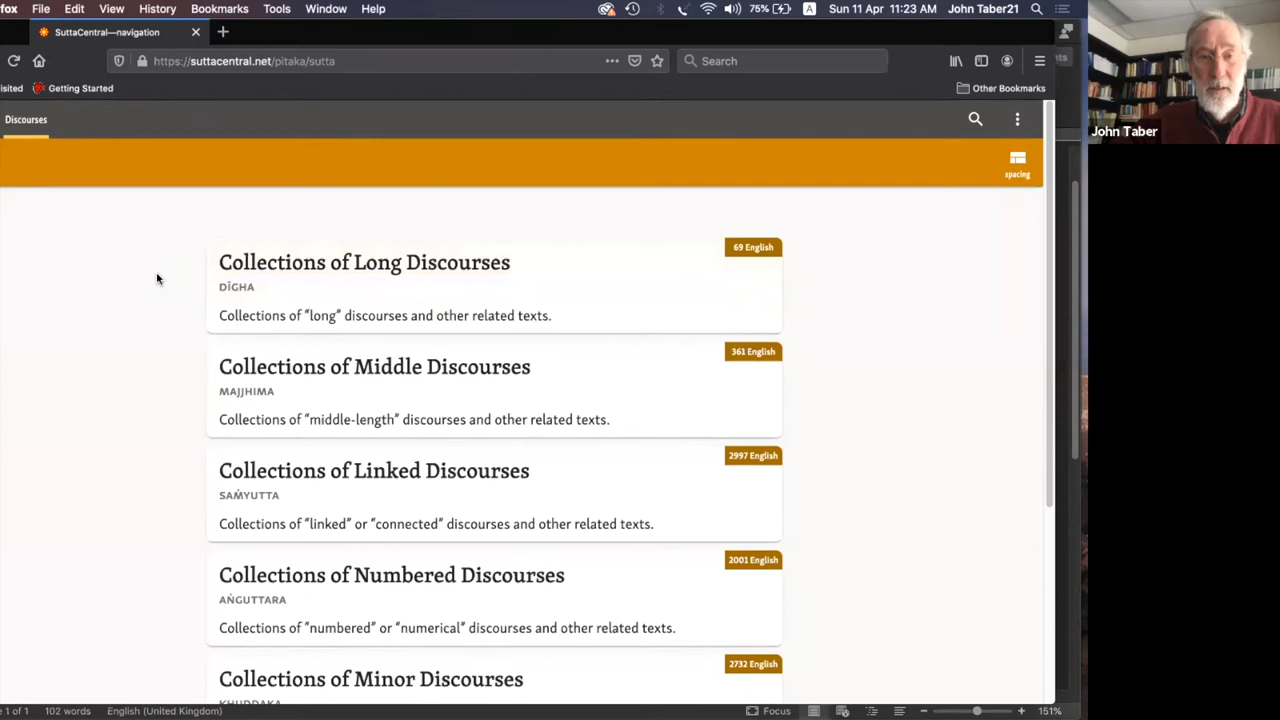 fox File Edit View History Bookmarks Tools Window Help 75% A Sun 11 Apr 11:23 AM John Taber21
SuttaCentral—navigation
https://suttacentral.net/pitaka/sutta Search
isited Getting Started Other Bookmarks
nts
John Taber
Discourses
spacing
69 English
Collections of Long Discourses
DĪGHA
Collections of “long” discourses and other related texts.
361 English
Collections of Middle Discourses
MAJJHIMA
Collections of “middle-length” discourses and other related texts.
2997 English
Collections of Linked Discourses
SAṀYUTTA
Collections of “linked” or “connected” discourses and other related texts.
2001 English
Collections of Numbered Discourses
AṄGUTTARA
Collections of “numbered” or “numerical” discourses and other related texts.
2732 English
Collections of Minor Discourses
KHUDDAKA
1 of 1 102 words English (United Kingdom) Focus 151%